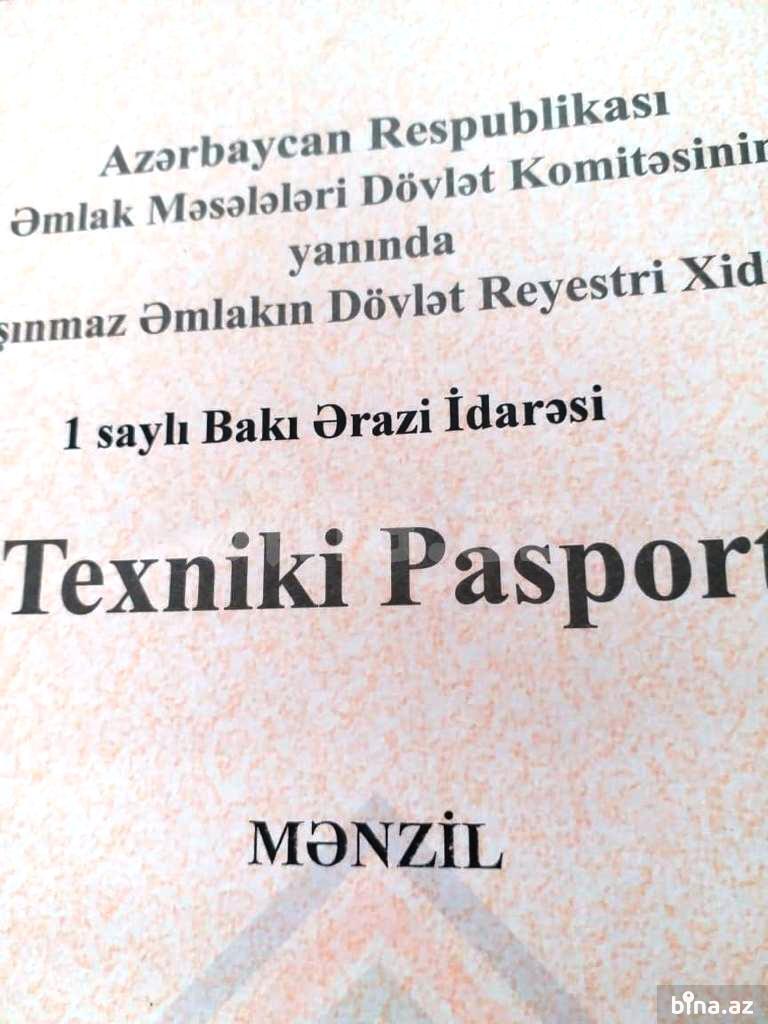 Azərbaycan Respublikası
Əmlak Məsələləri Dövlət Komitəsinin
yanında
şınmaz Əmlakın Dövlət Reyestri Xid
1 saylı Bakı Ərazi İdarəsi
Texniki Pasport
MƏNZİL
bina.az